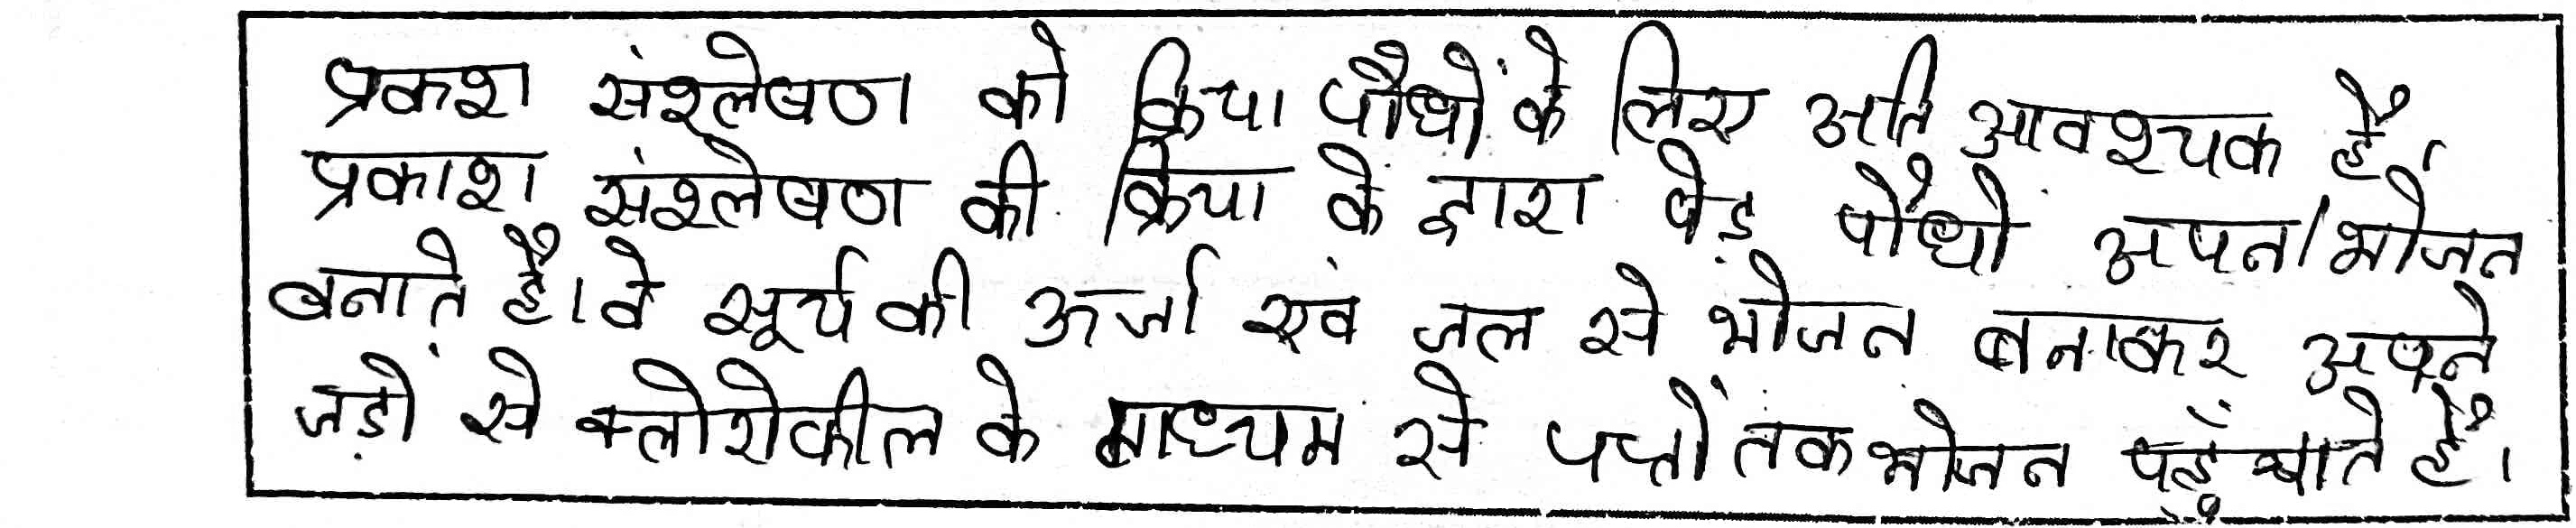 प्रकाश संश्लेषण को क्रिया पौधों के लिए अति आवश्यक है।
प्रकाश संश्लेषण की क्रिया के द्वारा पेड़ पौधो अपना भोजन
बनाते है। वे सूर्य की ऊर्जा एवं जल से भोजन बनाकर अपने
जड़ो से क्लोरोफील के माध्यम से पत्तों तक भोजन पहुँचाते है।